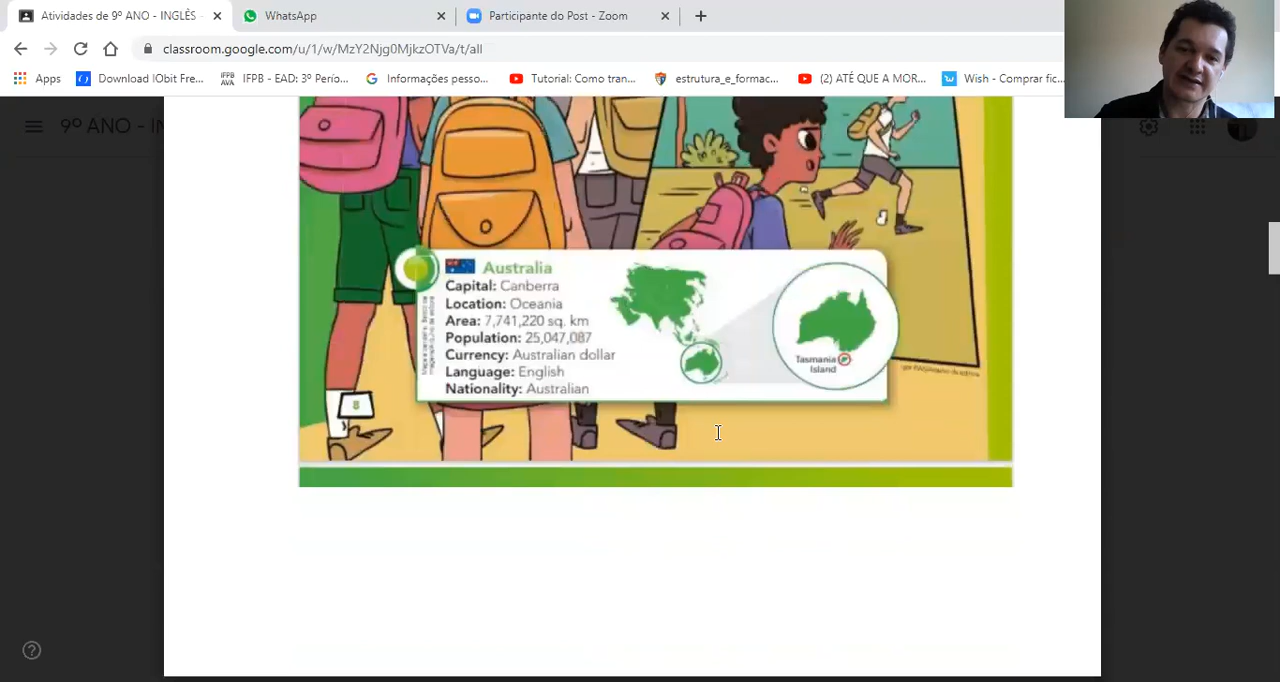 Atividades de 9º ANO - INGLÊS
WhatsApp
Participante do Post - Zoom
classroom.google.com/u/1/w/MzY2Njg0MjkzOTVa/t/all
Apps
Download IObit Fre...
IFPB - EAD: 3º Perío...
Informações pesso...
Tutorial: Como tran...
estrutura_e_formac...
(2) ATÉ QUE A MOR...
Wish - Comprar fic...
9º ANO - IN
Australia
Capital: Canberra
Location: Oceania
Area: 7,741,220 sq. km
Population: 25,047,087
Currency: Australian dollar
Language: English
Nationality: Australian
Tasmania
Island
8